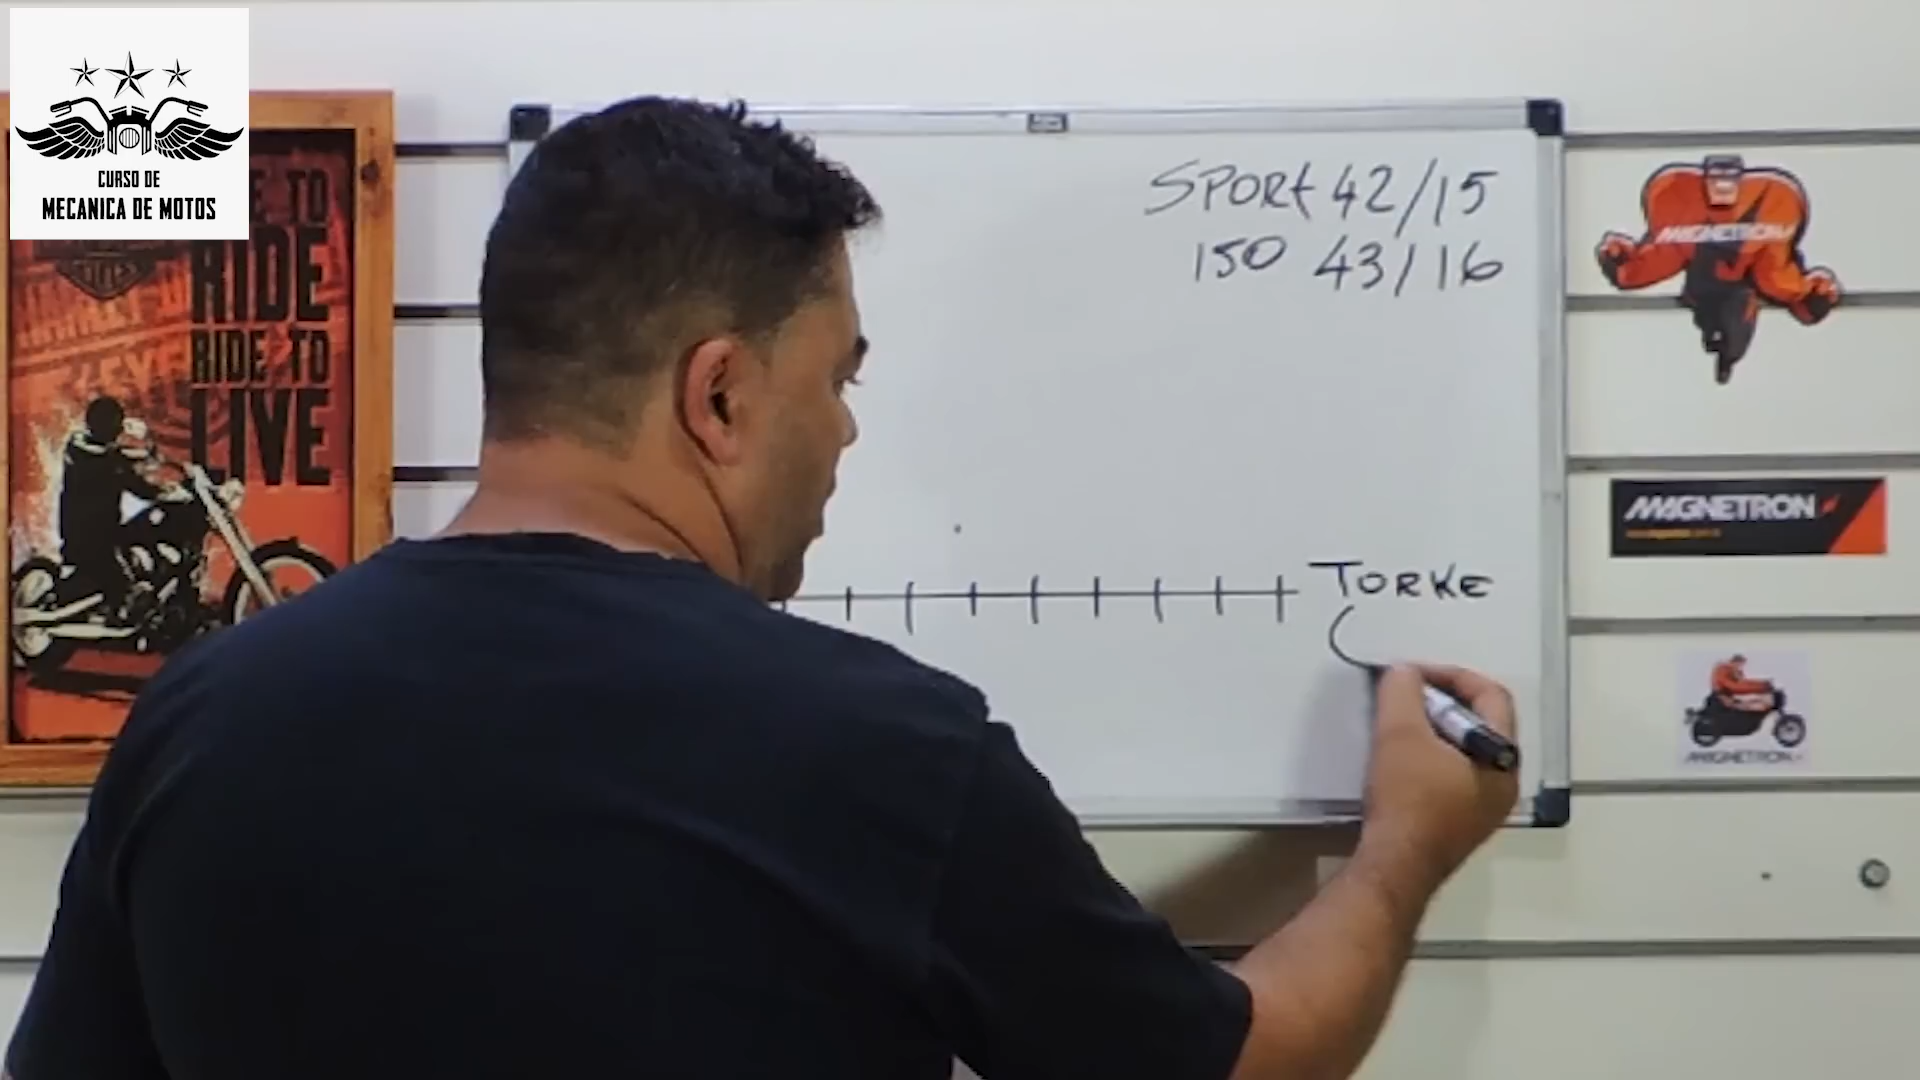 CURSO DE
MECANICA DE MOTOS
E TO
RIDE
RIDE TO
LIVE
SPORt 42/15
150 43/16
TORKE
MAGNETRON
MAGNETRON
MAGNETRON